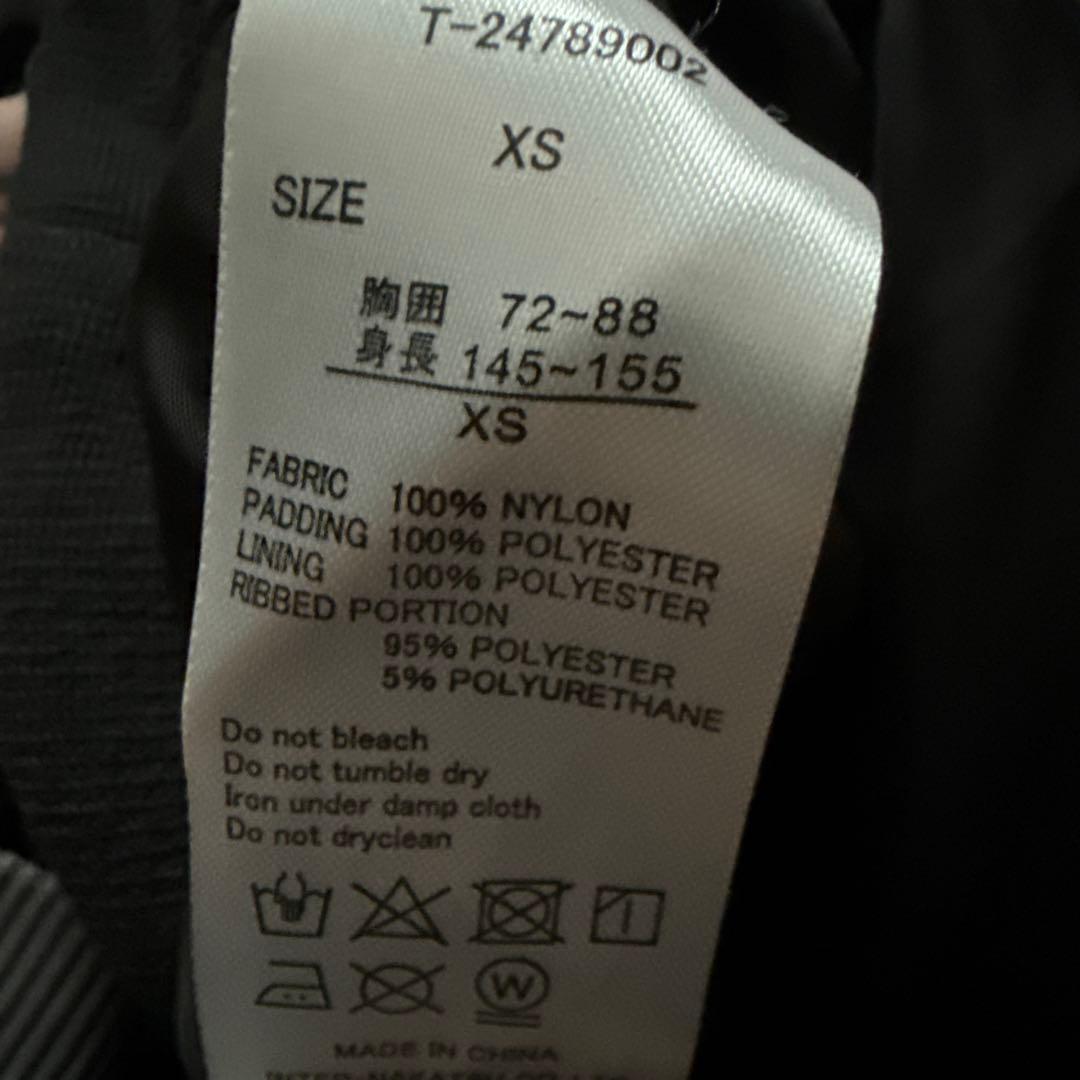 T-24789002
XS
SIZE
胸囲 72~88
身長 145~155
XS
FABRIC 100% NYLON
PADDING 100% POLYESTER
LINING 100% POLYESTER
RIBBED PORTION
95% POLYESTER
5% POLYURETHANE
Do not bleach
Do not tumble dry
Iron under damp cloth
Do not dryclean
W
MADE IN CHINA